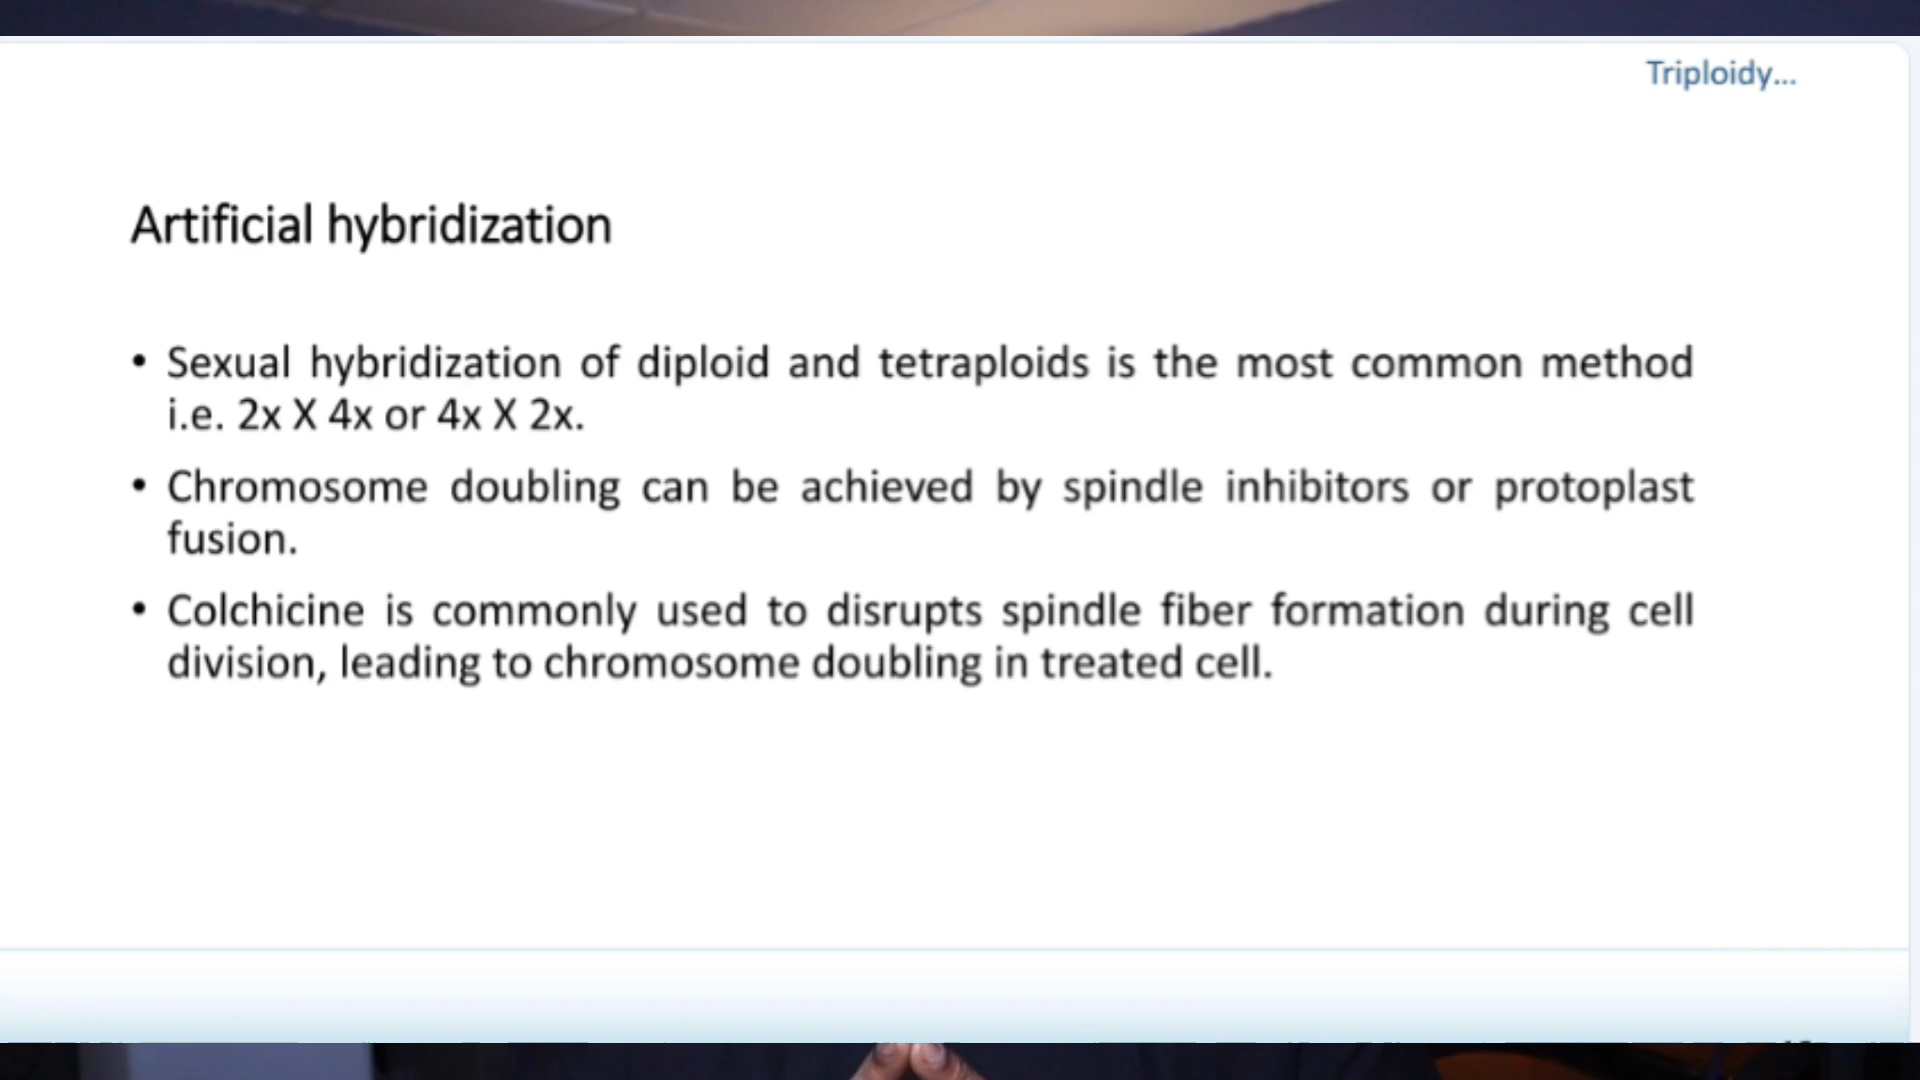 Triploidy...
Artificial hybridization
• Sexual hybridization of diploid and tetraploids is the most common method
i.e. 2x X 4x or 4x X 2x.
• Chromosome doubling can be achieved by spindle inhibitors or protoplast
fusion.
• Colchicine is commonly used to disrupts spindle fiber formation during cell
division, leading to chromosome doubling in treated cell.